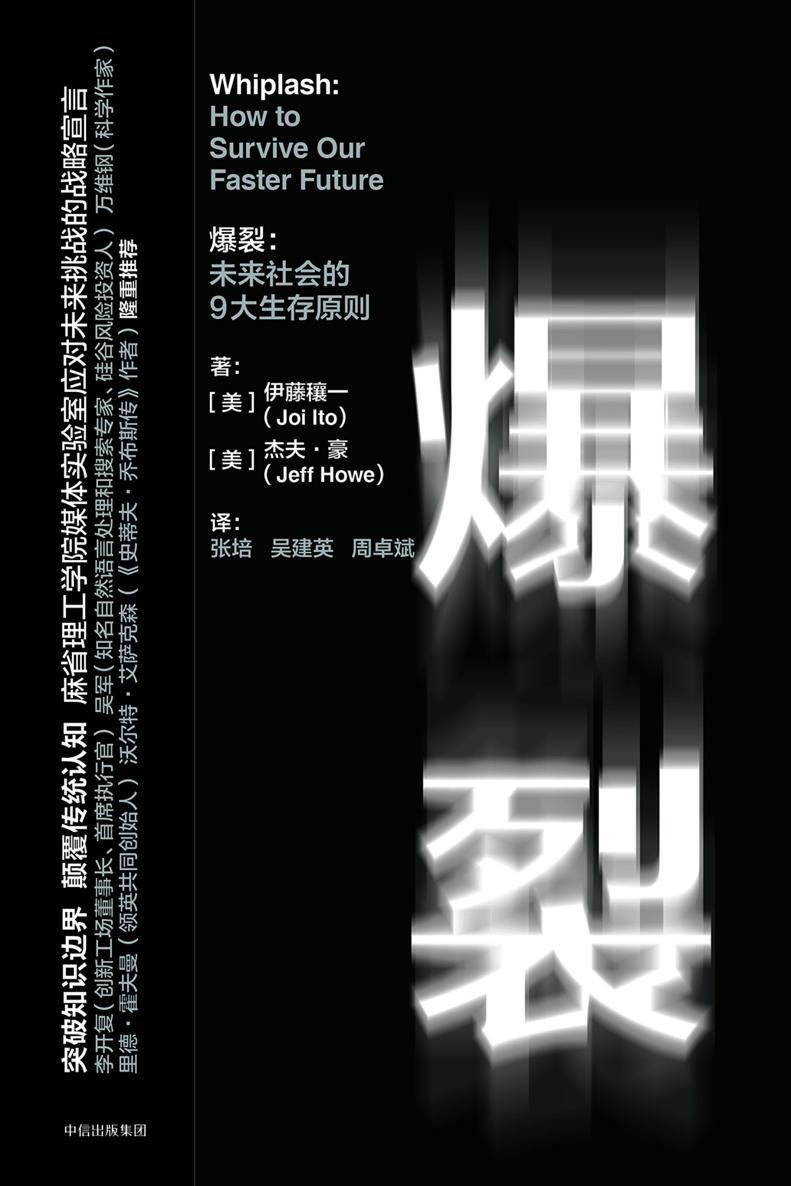 突破知识边界 颠覆传统认知 麻省理工学院媒体实验室应对未来挑战的战略宣言
李开复（创新工场董事长、首席执行官）吴军（知名自然语言处理和搜索专家、硅谷风险投资人）万维钢（科学作家）
里德·霍夫曼（领英共同创始人）沃尔特·艾萨克森（《史蒂夫·乔布斯传》作者）隆重推荐
中信出版集团
Whiplash:
How to
Survive Our
Faster Future
爆裂：
未来社会的
9大生存原则
著：
[美] 伊藤穰一
（Joi Ito）
[美] 杰夫·豪
（Jeff Howe）
译：
张培 吴建英 周卓斌
爆
裂